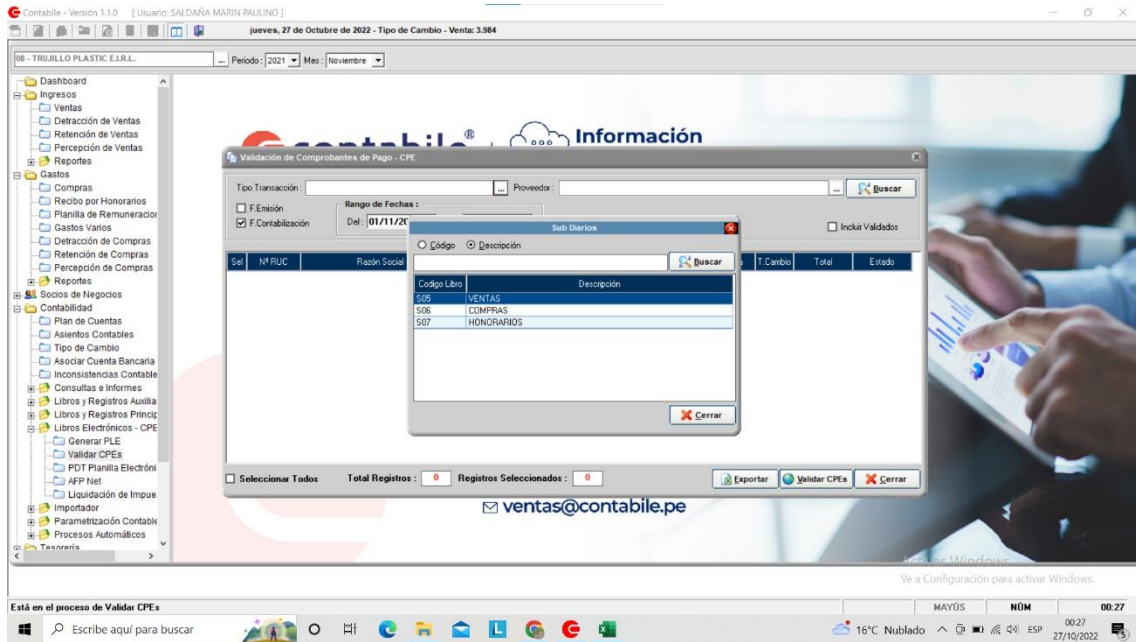 Contabile - Versión 1.1.0 [ Usuario: SALDAÑA MARIN PAULINO ]
jueves, 27 de Octubre de 2022 - Tipo de Cambio - Venta: 3.984
08 - TRUJILLO PLASTIC E.I.R.L. ... Periodo : 2021 Mes : Noviembre
Dashboard
Ingresos
Ventas
Detracción de Ventas
Retención de Ventas
Percepción de Ventas
Reportes
Gastos
Compras
Recibo por Honorarios
Planilla de Remuneracior
Gastos Varios
Detracción de Compras
Retención de Compras
Percepción de Compras
Reportes
Socios de Negocios
Contabilidad
Plan de Cuentas
Asientos Contables
Tipo de Cambio
Asociar Cuenta Bancaria
Inconsistencias Contable
Consultas e Informes
Libros y Registros Auxilia
Libros y Registros Princip
Libros Electrónicos - CPE
Generar PLE
Validar CPEs
PDT Planilla Electróni
AFP Net
Liquidación de Impue
Importador
Parametrización Contable
Procesos Automáticos
Tesorería
contabile ® Información
Validación de Comprobantes de Pago - CPE
Tipo Transacción : ... Proveedor : ... Buscar
F.Emisión
F.Contabilización
Rango de Fechas :
Del : 01/11/20
Incluir Validados
Sel Nº RUC Razón Social T.Cambio Total Estado
Sub Diarios
Código Descripción
Buscar
Codigo Libro Descripción
S05 VENTAS
S06 COMPRAS
S07 HONORARIOS
Cerrar
Seleccionar Todos Total Registros : 0 Registros Seleccionados : 0 Exportar Validar CPEs Cerrar
ventas@contabile.pe
Activar Windows
Ve a Configuración para activar Windows.
Está en el proceso de Validar CPEs MAYÚS NÚM 00:27
Escribe aquí para buscar 16°C Nublado ESP 00:27
27/10/2022